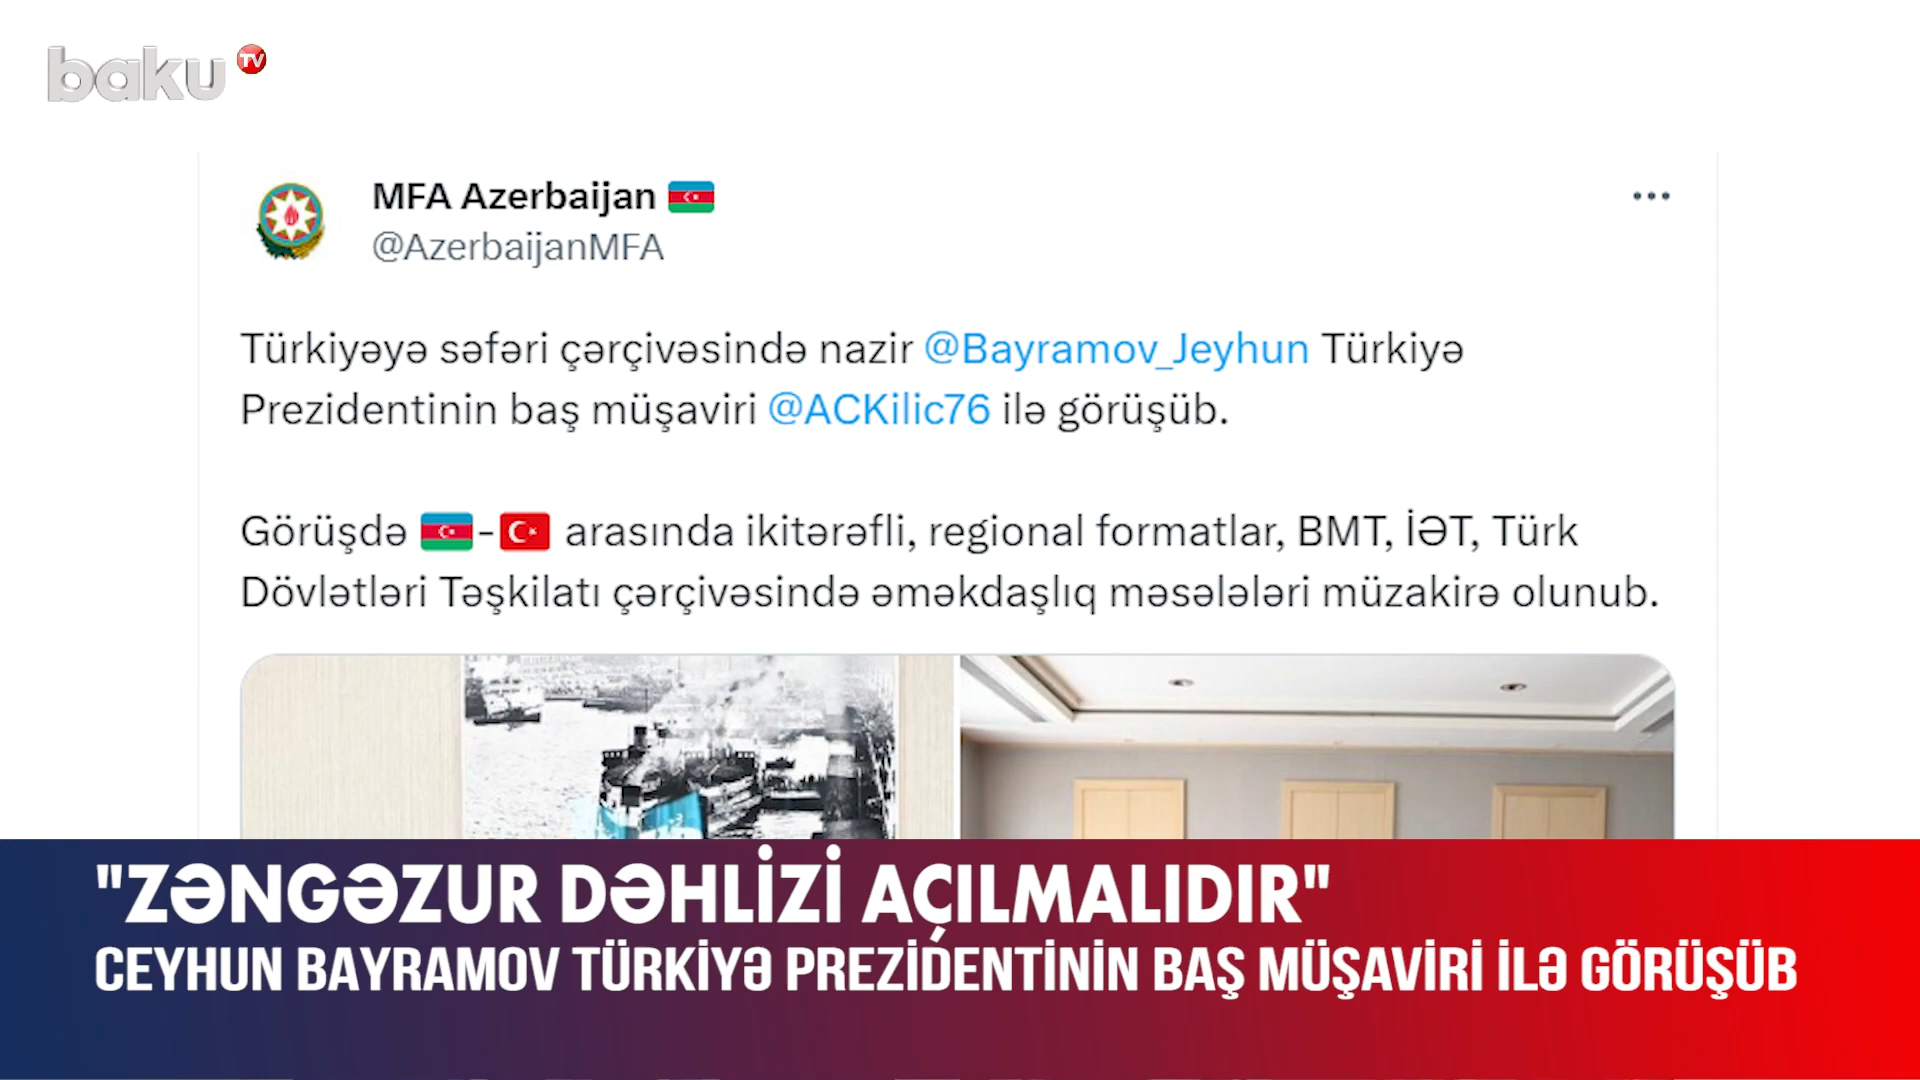 baku TV
MFA Azerbaijan
@AzerbaijanMFA
Türkiyəyə səfəri çərçivəsində nazir @Bayramov_Jeyhun Türkiyə
Prezidentinin baş müşaviri @ACKilic76 ilə görüşüb.
Görüşdə - arasında ikitərəfli, regional formatlar, BMT, İƏT, Türk
Dövlətləri Təşkilatı çərçivəsində əməkdaşlıq məsələləri müzakirə olunub.
"ZƏNGƏZUR DƏHLİZİ AÇILMALIDIR"
CEYHUN BAYRAMOV TÜRKİYƏ PREZİDENTİNİN BAŞ MÜŞAVİRİ İLƏ GÖRÜŞÜB